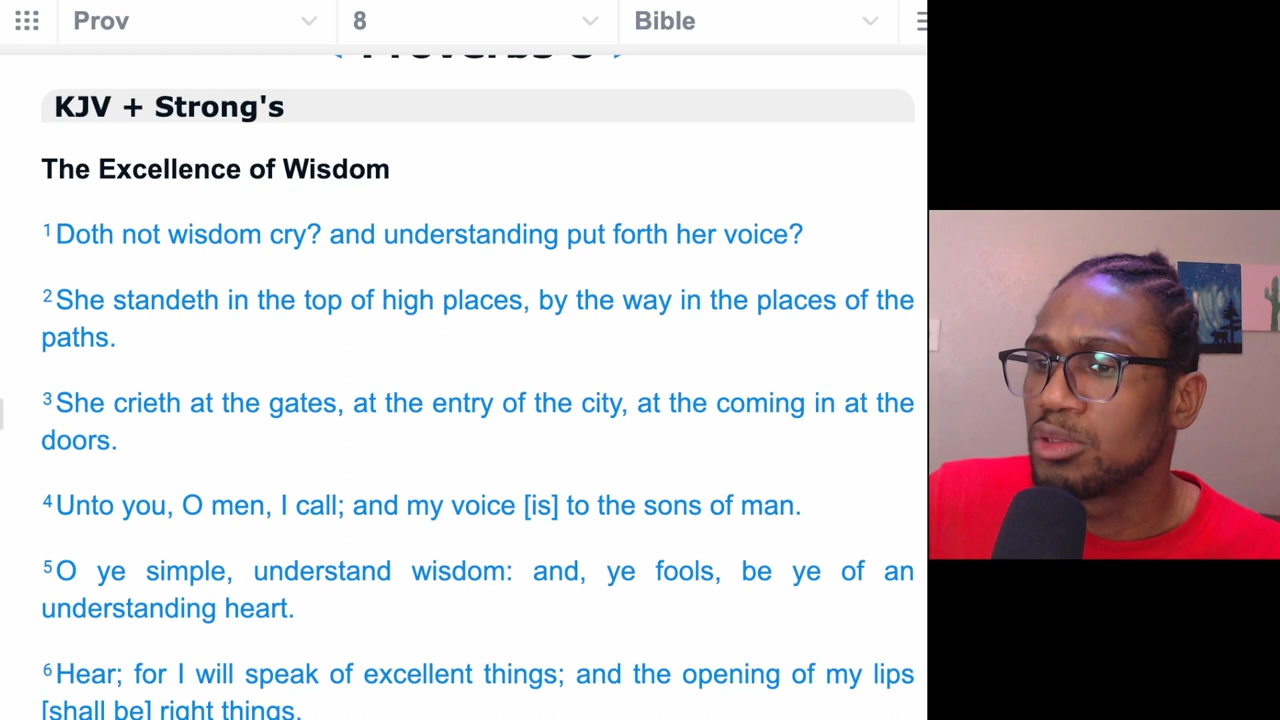 Prov 8 Bible
Proverbs 8
KJV + Strong's
The Excellence of Wisdom
1 Doth not wisdom cry? and understanding put forth her voice?
2 She standeth in the top of high places, by the way in the places of the
paths.
3 She crieth at the gates, at the entry of the city, at the coming in at the
doors.
4 Unto you, O men, I call; and my voice [is] to the sons of man.
5 O ye simple, understand wisdom: and, ye fools, be ye of an
understanding heart.
6 Hear; for I will speak of excellent things; and the opening of my lips
[shall be] right things.